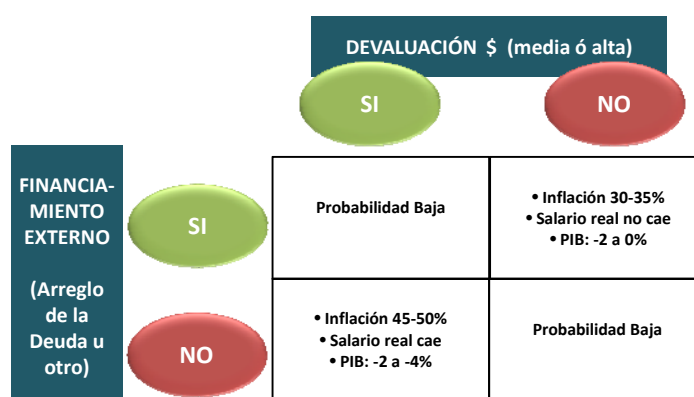 DEVALUACIÓN $ (media ó alta)
SI
NO
FINANCIA-
MIENTO
EXTERNO
(Arreglo
de la
Deuda u
otro)
SI
Probabilidad Baja
• Inflación 30-35%
• Salario real no cae
• PIB: -2 a 0%
NO
• Inflación 45-50%
• Salario real cae
• PIB: -2 a -4%
Probabilidad Baja